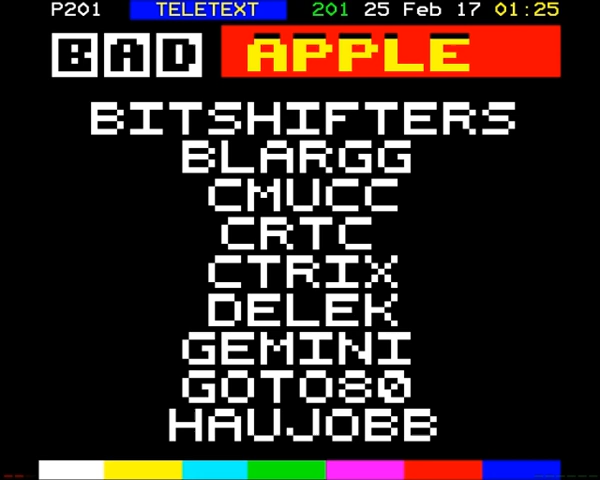 P201 TELETEXT 201 25 Feb 17 01:25
BAD APPLE
BITSHIFTERS
BLARGG
CMUCC
CRTC
CTRIX
DELEK
GEMINI
GOTO80
HAUJOBB